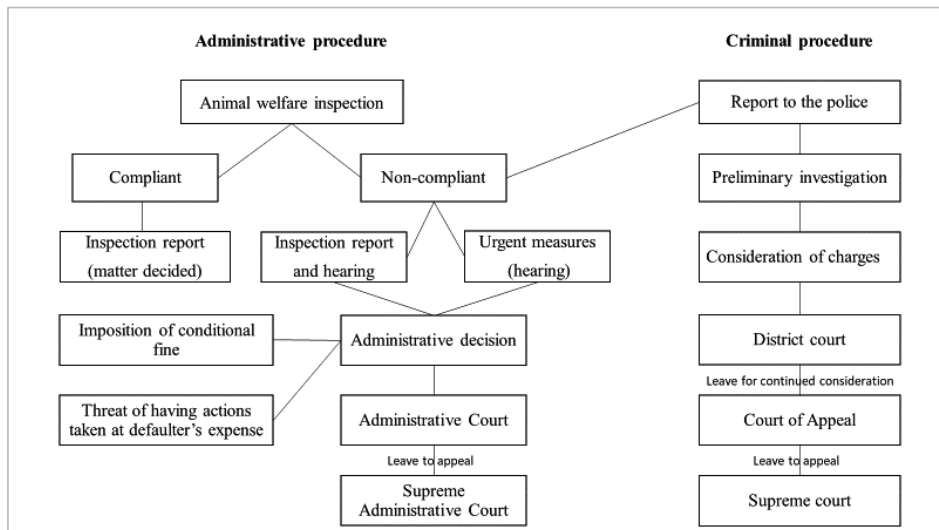 Administrative procedure
Criminal procedure
Animal welfare inspection
Report to the police
Compliant
Non-compliant
Preliminary investigation
Inspection report
(matter decided)
Inspection report
and hearing
Urgent measures
(hearing)
Consideration of charges
Imposition of conditional
fine
Administrative decision
District court
Leave for continued consideration
Threat of having actions
taken at defaulter's expense
Administrative Court
Court of Appeal
Leave to appeal
Leave to appeal
Supreme
Administrative Court
Supreme court